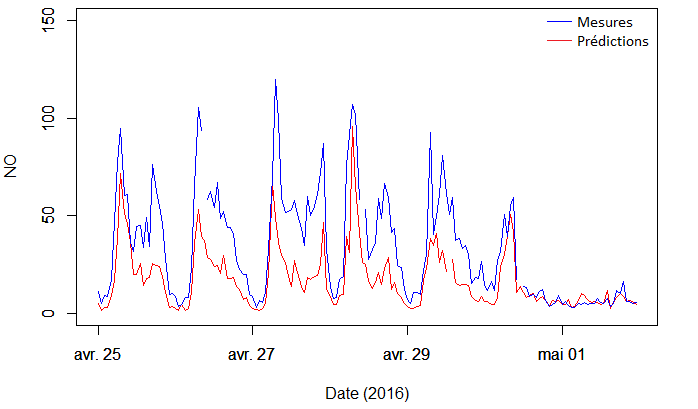 Mesures
Prédictions
150
100
50
0
NO
avr. 25 avr. 27 avr. 29 mai 01
Date (2016)